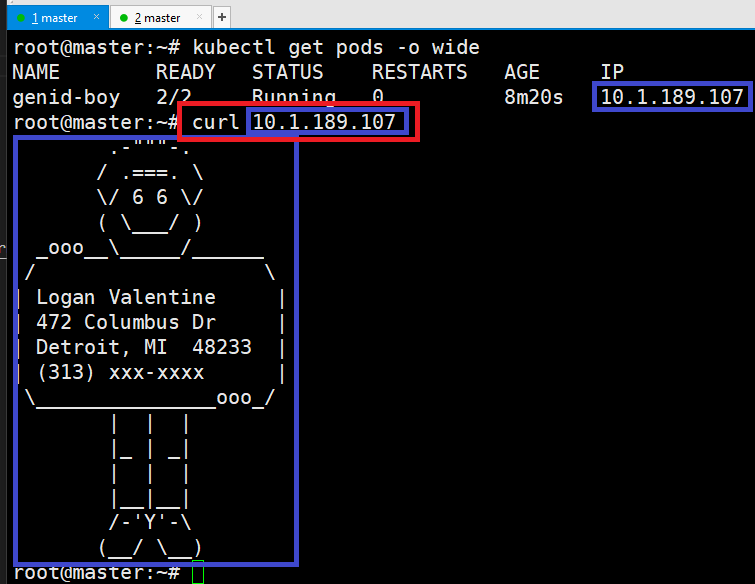 1 master × 2 master × +
root@master:~# kubectl get pods -o wide
NAME READY STATUS RESTARTS AGE IP
genid-boy 2/2 Running 0 8m20s 10.1.189.107
root@master:~# curl 10.1.189.107
        .-"""-.
       / .===. \
       \/ 6 6 \/
       ( \___/ )
  _ooo__\_____/______
 /                   \
| Logan Valentine     |
| 472 Columbus Dr     |
| Detroit, MI  48233  |
| (313) xxx-xxxx      |
 \_______________ooo_/
        |  |  |
        |_ | _|
        |  |  |
        |__|__|
        /-'Y'-\
       (__/ \__)
root@master:~#